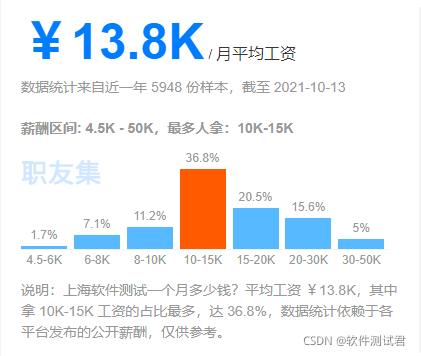 ￥13.8K / 月平均工资
数据统计来自近一年 5948 份样本，截至 2021-10-13
薪酬区间: 4.5K - 50K，最多人拿：10K-15K
职友集
36.8%
20.5%
15.6%
11.2%
7.1%
5%
1.7%
4.5-6K 6-8K 8-10K 10-15K 15-20K 20-30K 30-50K
说明：上海软件测试一个月多少钱？平均工资 ￥13.8K，其中
拿 10K-15K 工资的占比最多，达 36.8%，数据统计依赖于各
平台发布的公开薪酬，仅供参考。
CSDN @软件测试君